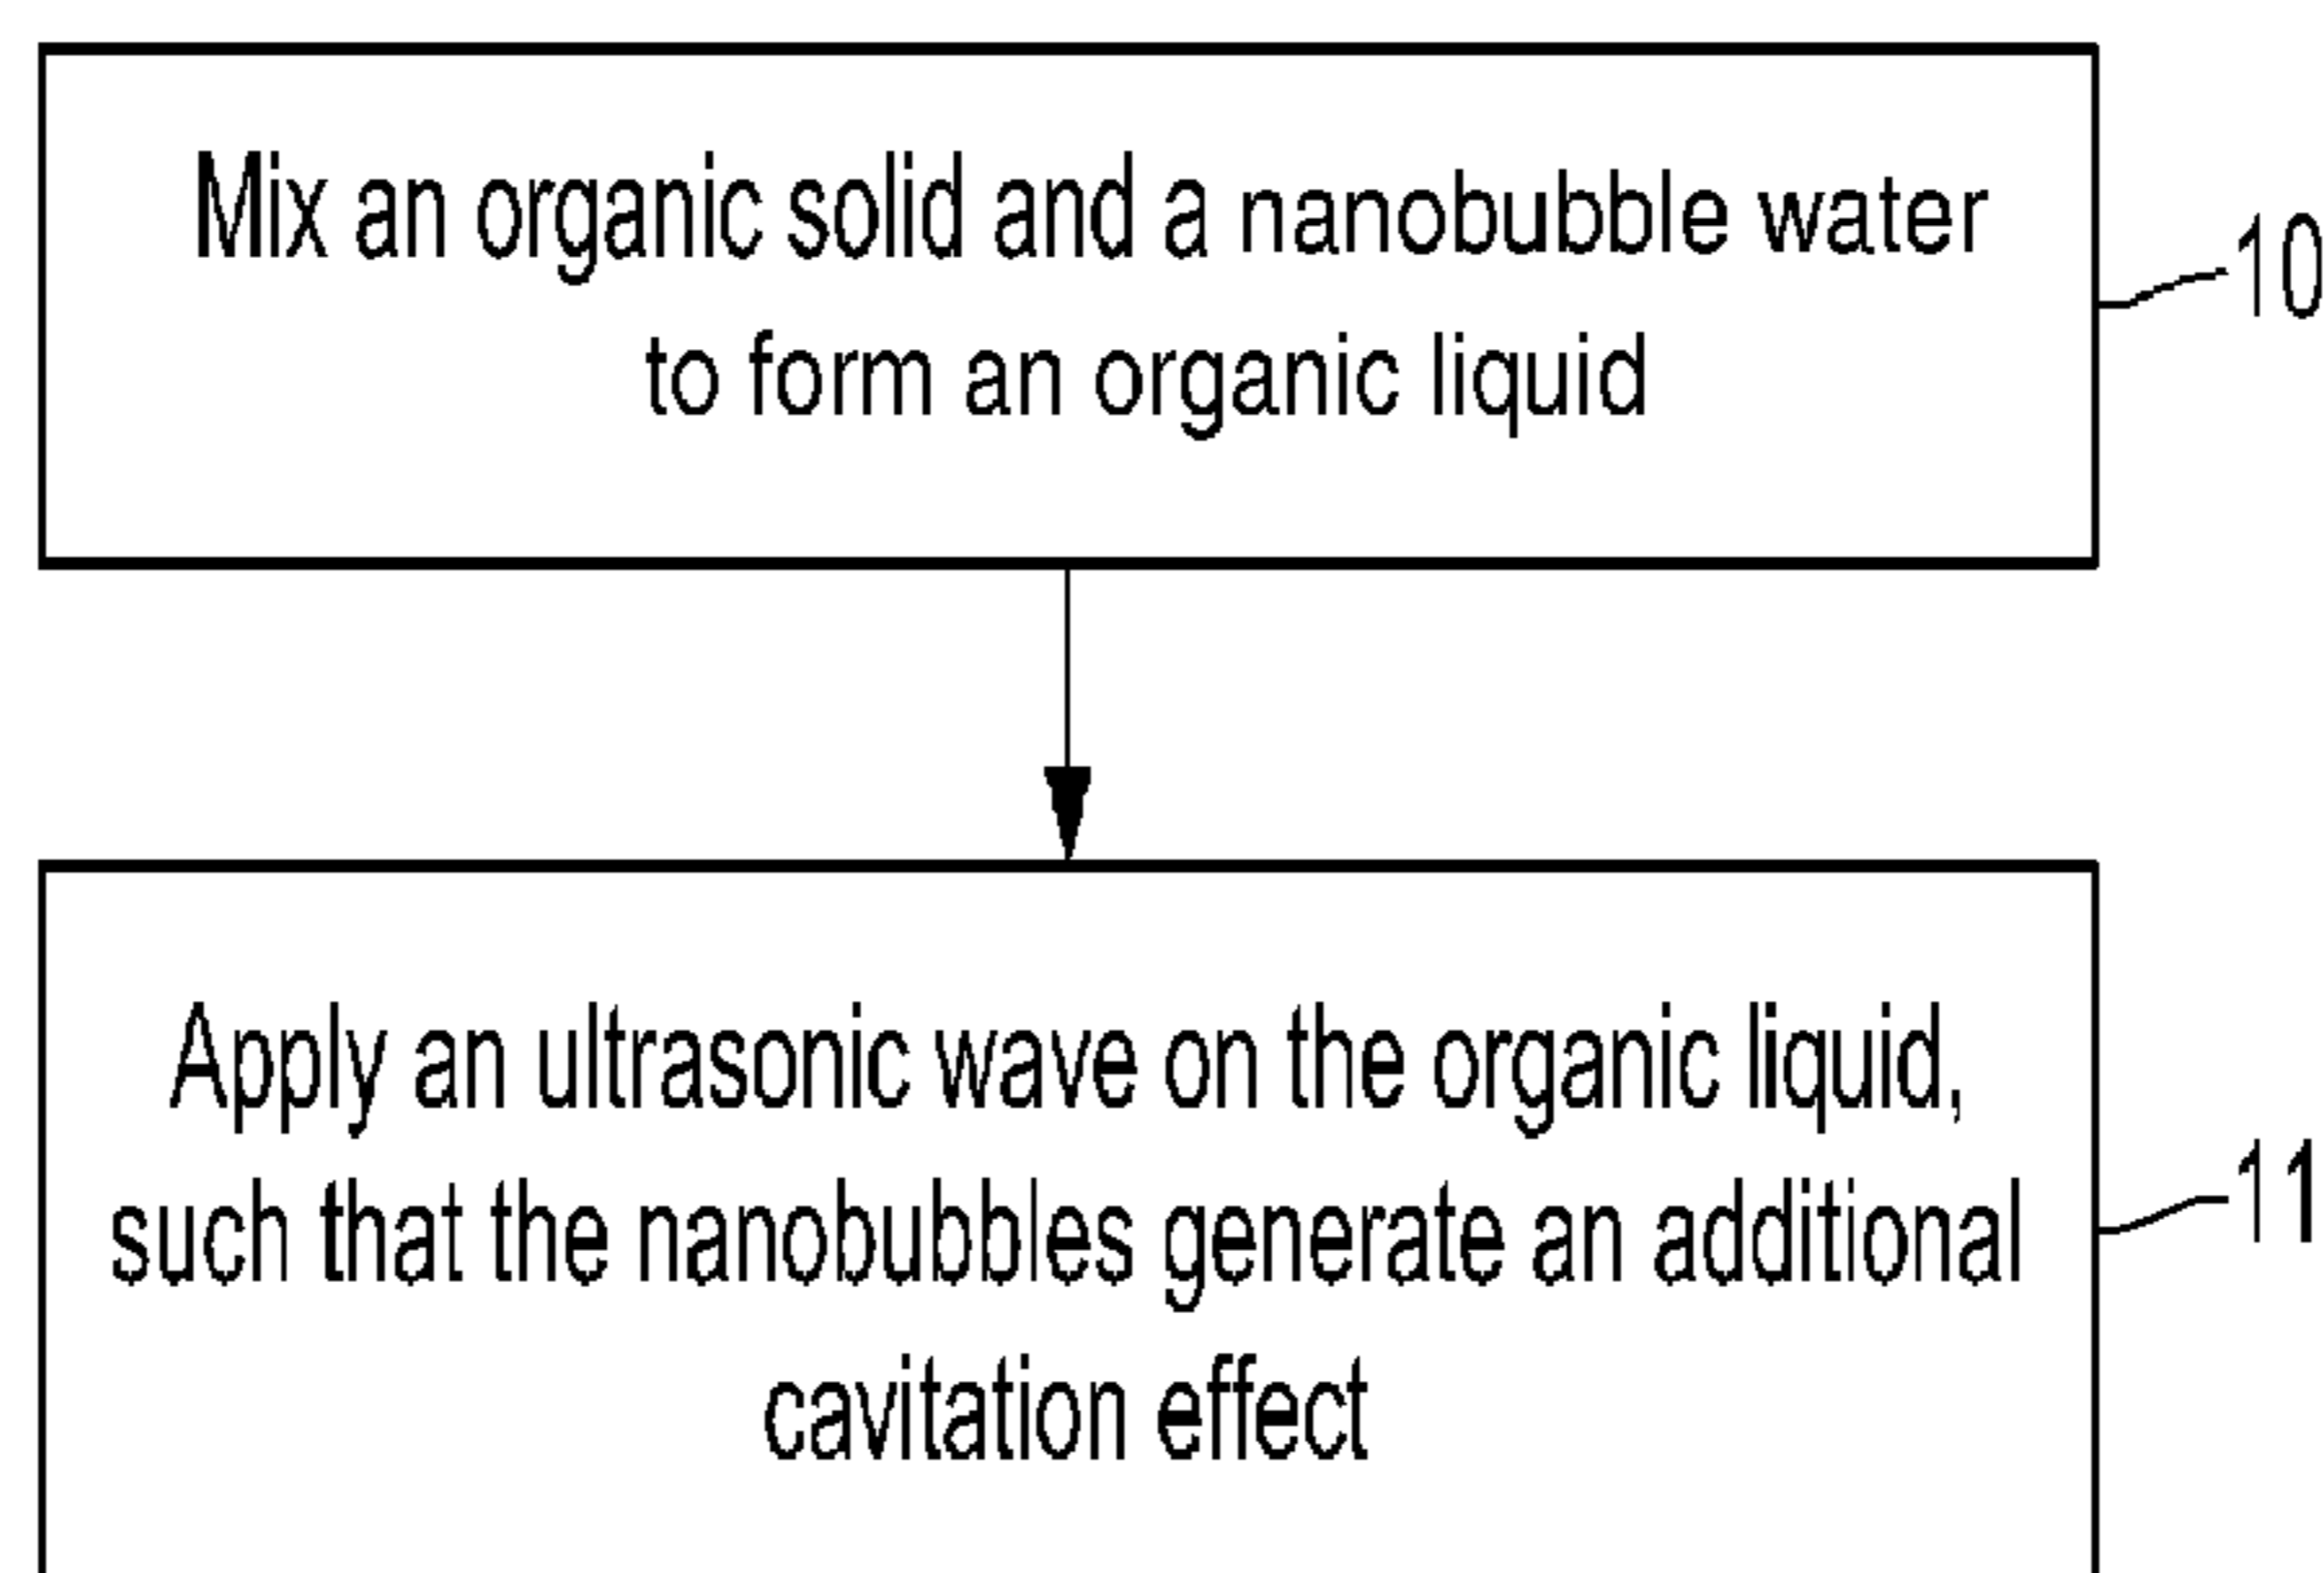 Mix an organic solid and a nanobubble water
to form an organic liquid
10
Apply an ultrasonic wave on the organic liquid,
such that the nanobubbles generate an additional
cavitation effect
11